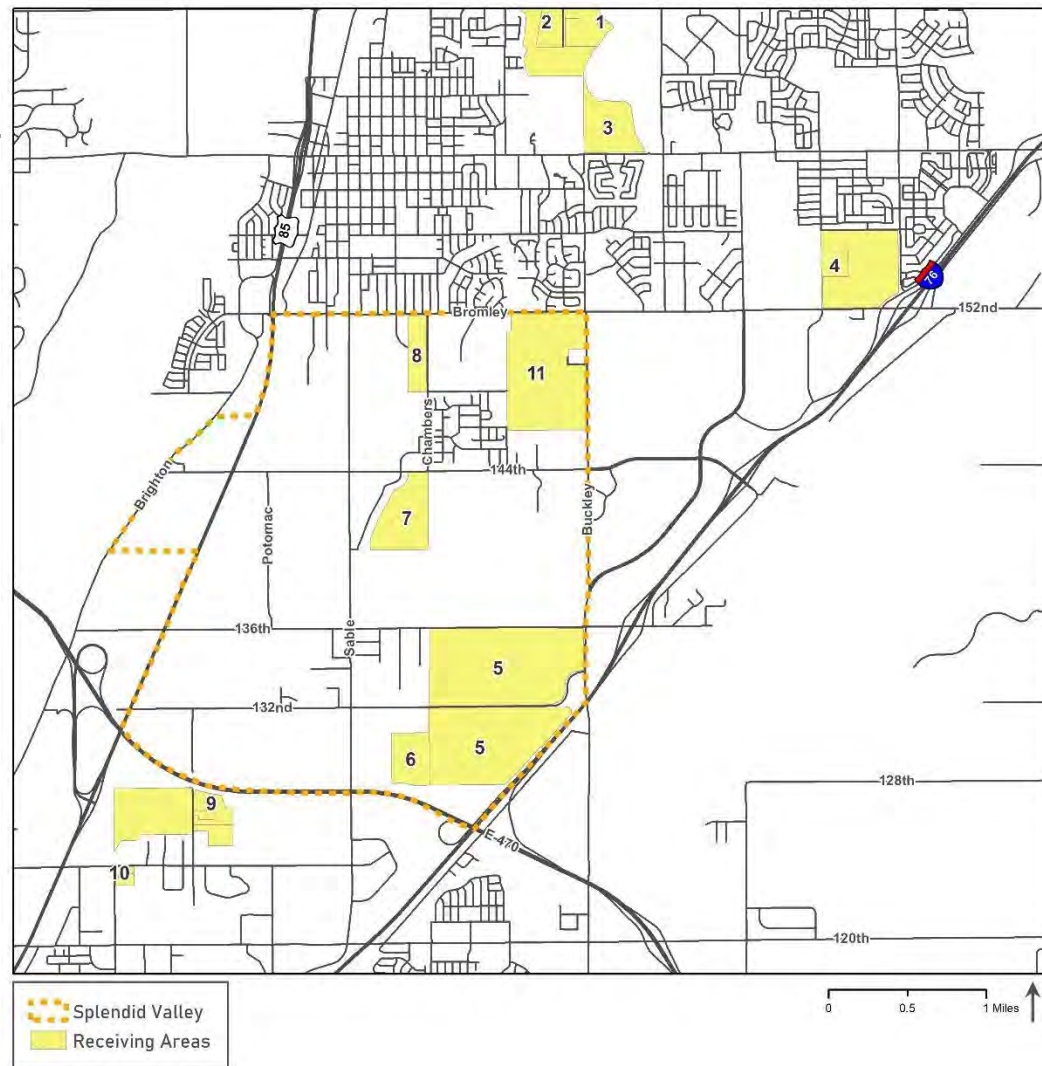 2
1
3
85
4
76
Bromley
152nd
8
11
Chambers
144th
Brighton
Buckley
7
Potomac
136th
Sable
5
132nd
5
6
128th
9
E-470
10
120th
Splendid Valley
Receiving Areas
0 0.5 1 Miles